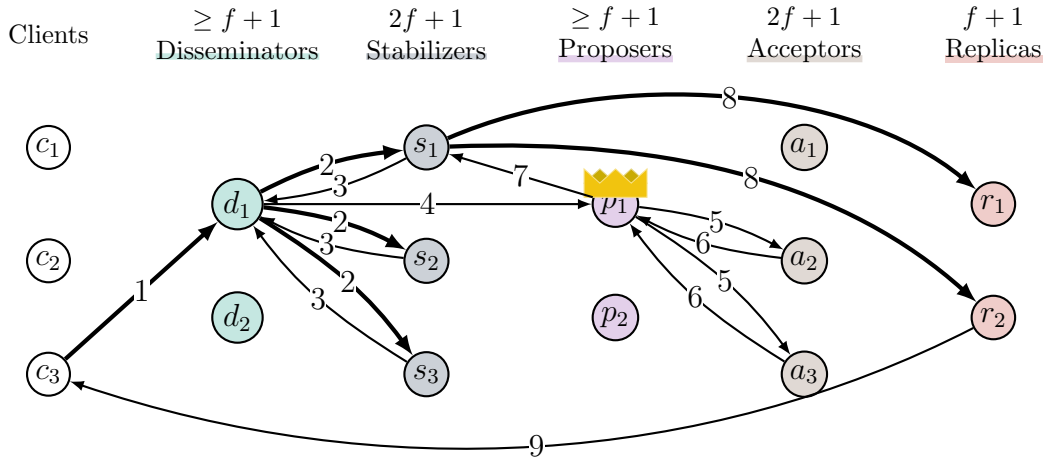 Clients
≥ f + 1
Disseminators
2f + 1
Stabilizers
≥ f + 1
Proposers
2f + 1
Acceptors
f + 1
Replicas
c₁
s₁
a₁
8
2
3
7
8
d₁
4
p₁
r₁
2
5
3
6
c₂
s₂
a₂
1
2
5
3
6
d₂
p₂
r₂
c₃
s₃
a₃
9